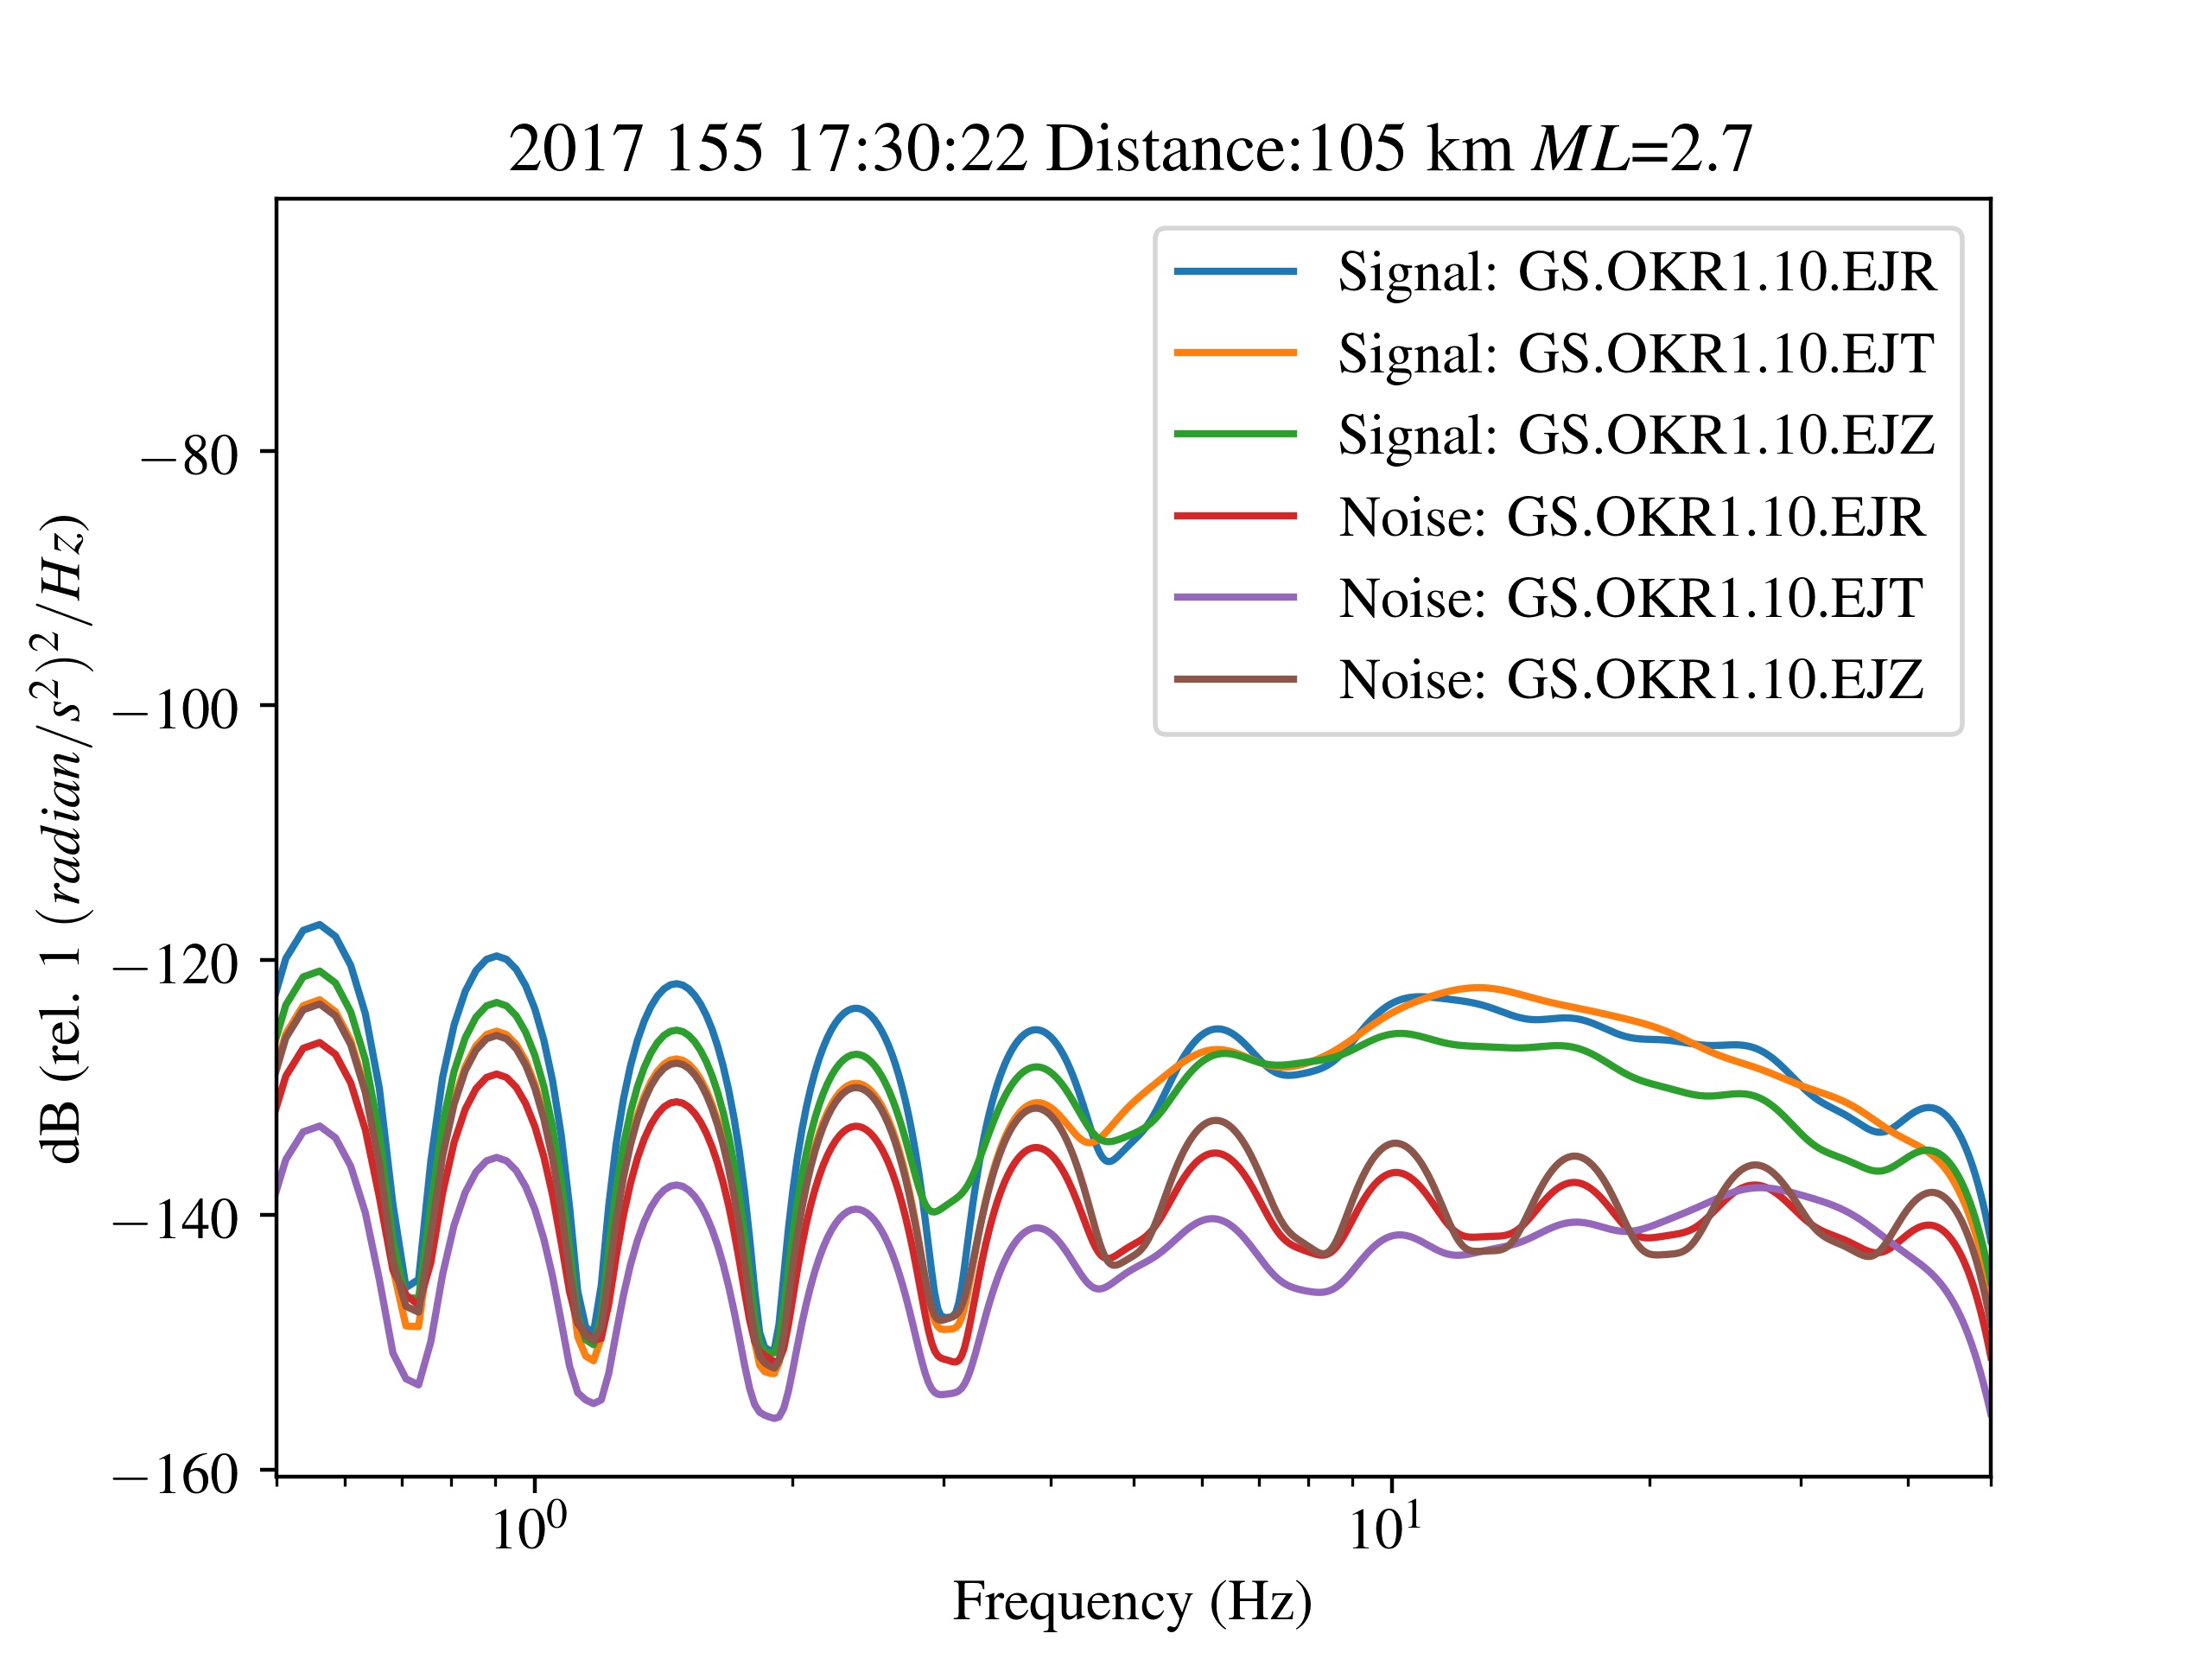 2017 155 17:30:22 Distance:105 km ML=2.7
Signal: GS.OKR1.10.EJR
Signal: GS.OKR1.10.EJT
Signal: GS.OKR1.10.EJZ
Noise: GS.OKR1.10.EJR
Noise: GS.OKR1.10.EJT
Noise: GS.OKR1.10.EJZ
dB (rel. 1 (radian/s²)²/Hz)
−80
−100
−120
−140
−160
10⁰ 10¹
Frequency (Hz)